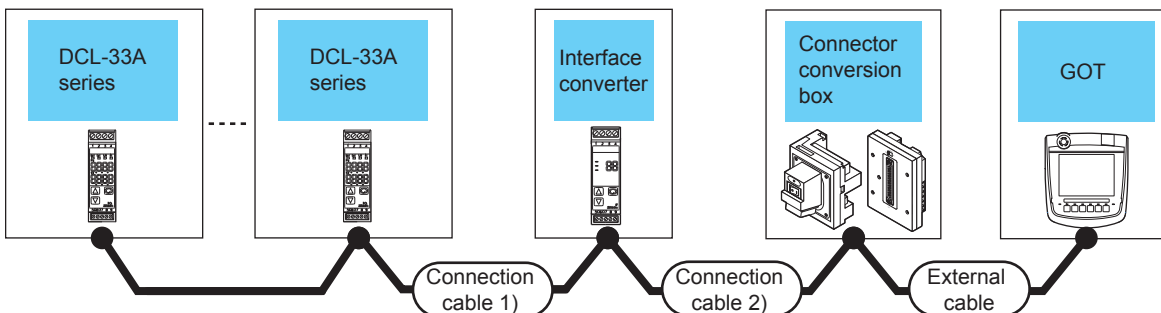 DCL-33A
series
DCL-33A
series
Interface
converter
Connector
conversion
box
GOT
Connection
cable 1)
Connection
cable 2)
External
cable